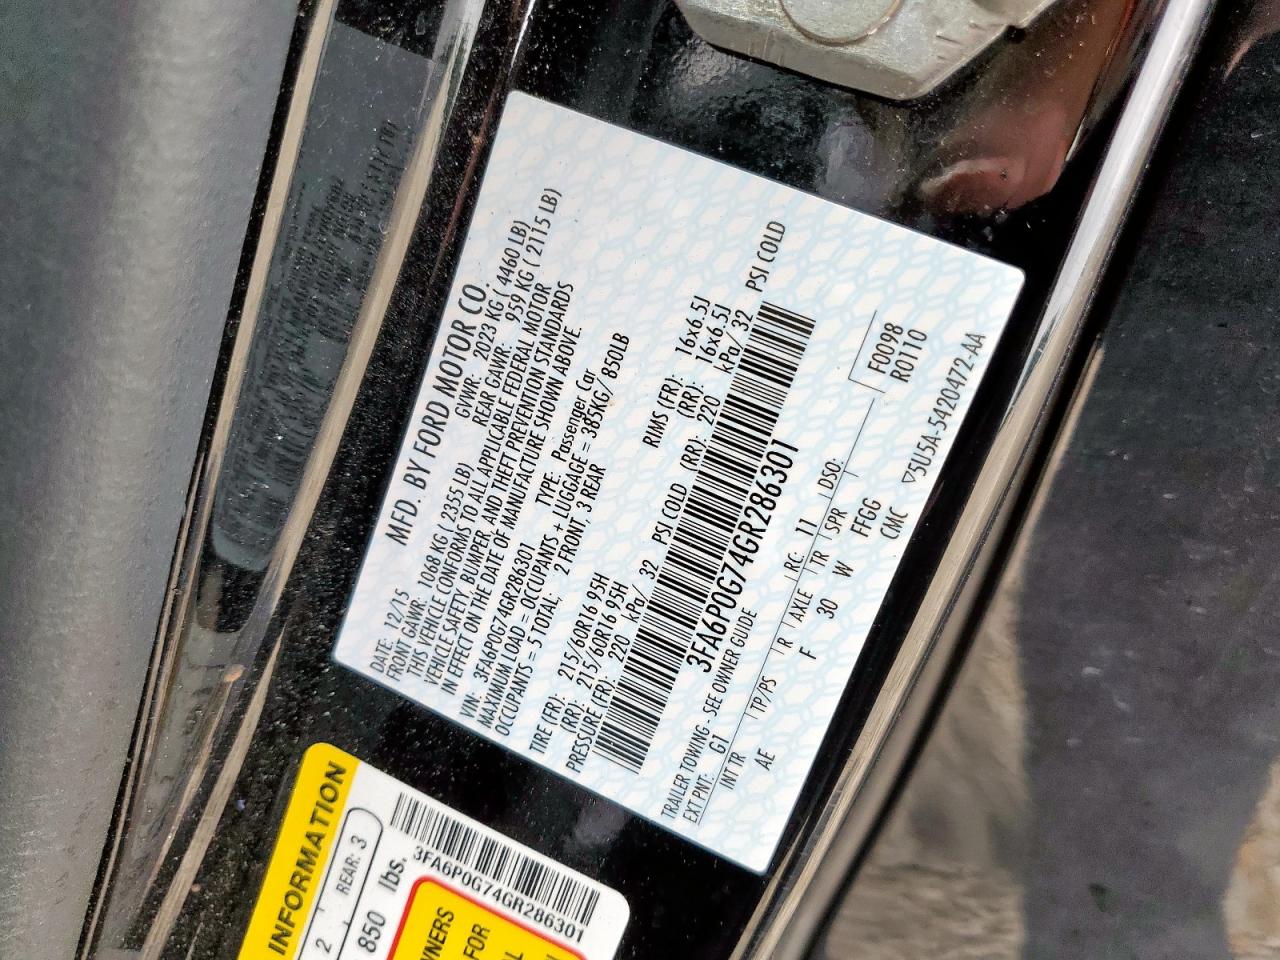 MFD. BY FORD MOTOR CO.
DATE: 12/15 GVWR: 2023 KG ( 4460 LB)
FRONT GAWR: 1068 KG ( 2355 LB) REAR GAWR: 959 KG ( 2115 LB)
THIS VEHICLE CONFORMS TO ALL APPLICABLE FEDERAL MOTOR
VEHICLE SAFETY, BUMPER, AND THEFT PREVENTION STANDARDS
IN EFFECT ON THE DATE OF MANUFACTURE SHOWN ABOVE.
VIN: 3FA6P0G74GR286301 TYPE: Passenger Car
MAXIMUM LOAD = OCCUPANTS + LUGGAGE = 385KG/ 850LB
OCCUPANTS = 5 TOTAL; 2 FRONT, 3 REAR
TIRE (FR): 215/60R16 95H RIMS (FR): 16x6.5J
(RR): 215/60R16 95H (RR): 16x6.5J
PRESSURE (FR): 220 kPa/ 32 PSI COLD (RR): 220 kPa/ 32 PSI COLD
3FA6P0G74GR286301
TRAILER TOWING - SEE OWNER GUIDE
EXT PNT: G1 RC: 11 DSO: F0098
R0110
INT TR TP/PS R AXLE TR SPR
AE F 30 W FFGG
CMC ▽5U5A-5420472-AA
INFORMATION
2 REAR: 3
850 lbs.
3FA6P0G74GR286301
WNERS
FOR